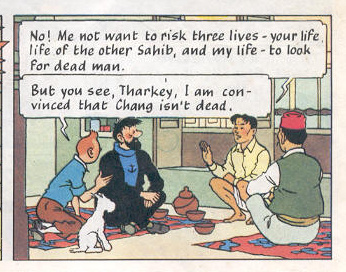 No! Me not want to risk three lives - your life,
life of the other Sahib, and my life - to look
for dead man.
But you see, Tharkey, I am con-
vinced that Chang isn't dead.